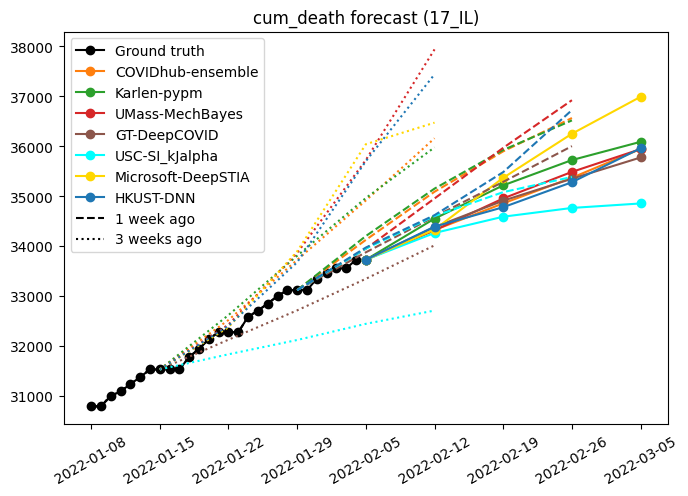 cum_death forecast (17_IL)
38000
37000
36000
35000
34000
33000
32000
31000
Ground truth
COVIDhub-ensemble
Karlen-pypm
UMass-MechBayes
GT-DeepCOVID
USC-SI_kJalpha
Microsoft-DeepSTIA
HKUST-DNN
1 week ago
3 weeks ago
2022-01-08
2022-01-15
2022-01-22
2022-01-29
2022-02-05
2022-02-12
2022-02-19
2022-02-26
2022-03-05